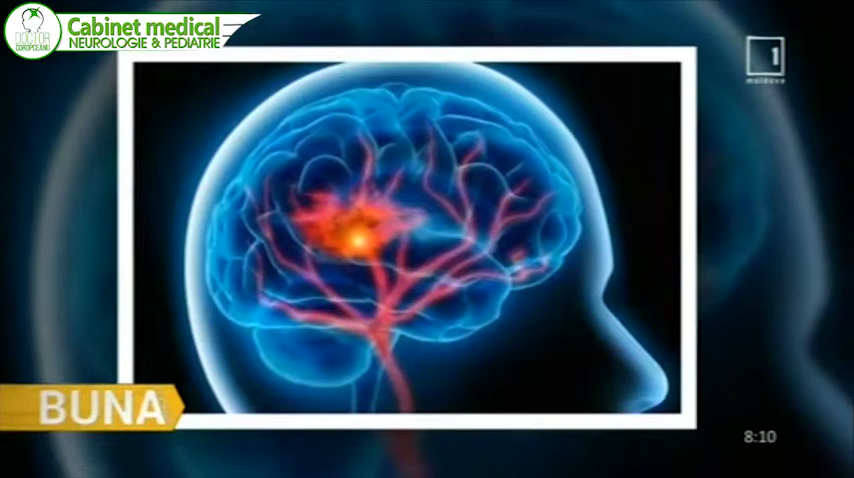 DOCTOR
COROPCEANU
Cabinet medical
NEUROLOGIE & PEDIATRIE
1
moldova
BUNA
8:10